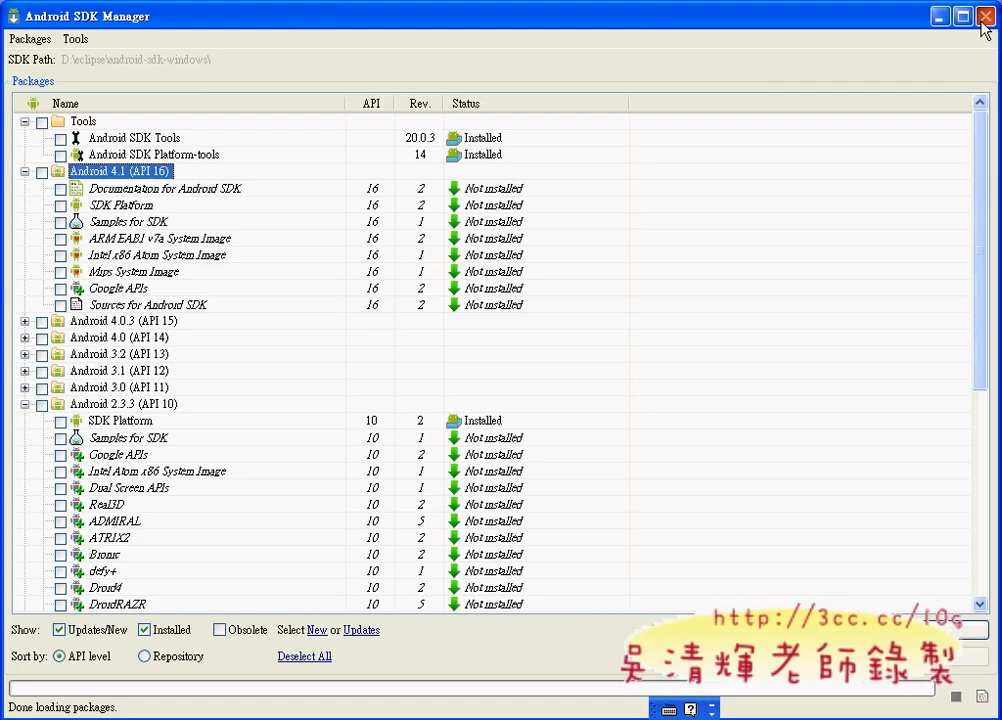 Android SDK Manager
Packages Tools
SDK Path: D:\eclipse\android-sdk-windows\
Packages
Name API Rev. Status
Tools
Android SDK Tools 20.0.3 Installed
Android SDK Platform-tools 14 Installed
Android 4.1 (API 16)
Documentation for Android SDK 16 2 Not installed
SDK Platform 16 2 Not installed
Samples for SDK 16 1 Not installed
ARM EABI v7a System Image 16 2 Not installed
Intel x86 Atom System Image 16 1 Not installed
Mips System Image 16 1 Not installed
Google APIs 16 2 Not installed
Sources for Android SDK 16 2 Not installed
Android 4.0.3 (API 15)
Android 4.0 (API 14)
Android 3.2 (API 13)
Android 3.1 (API 12)
Android 3.0 (API 11)
Android 2.3.3 (API 10)
SDK Platform 10 2 Installed
Samples for SDK 10 1 Not installed
Google APIs 10 2 Not installed
Intel Atom x86 System Image 10 1 Not installed
Dual Screen APIs 10 1 Not installed
Real3D 10 2 Not installed
ADMIRAL 10 5 Not installed
ATRIX2 10 2 Not installed
Bionic 10 2 Not installed
defy+ 10 1 Not installed
Droid4 10 2 Not installed
DroidRAZR 10 5 Not installed
Show: Updates/New Installed Obsolete Select New or Updates
http://3cc.cc/10s
Sort by: API level Repository Deselect All
吳清輝老師錄製
Done loading packages.